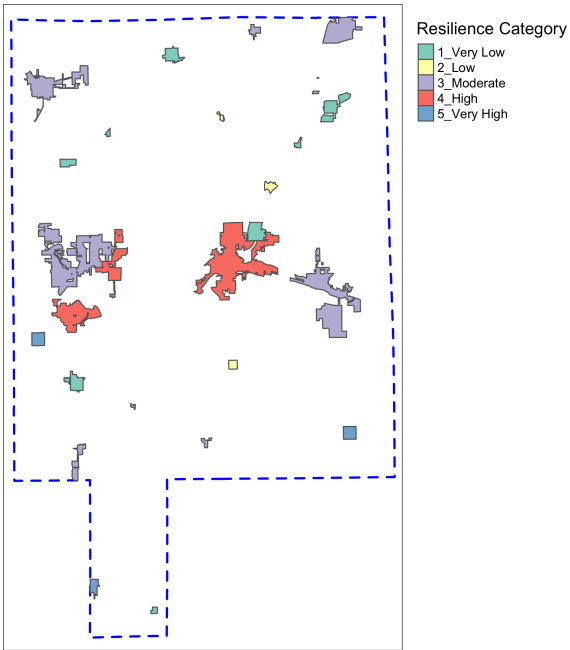 Resilience Category
1_Very Low
2_Low
3_Moderate
4_High
5_Very High